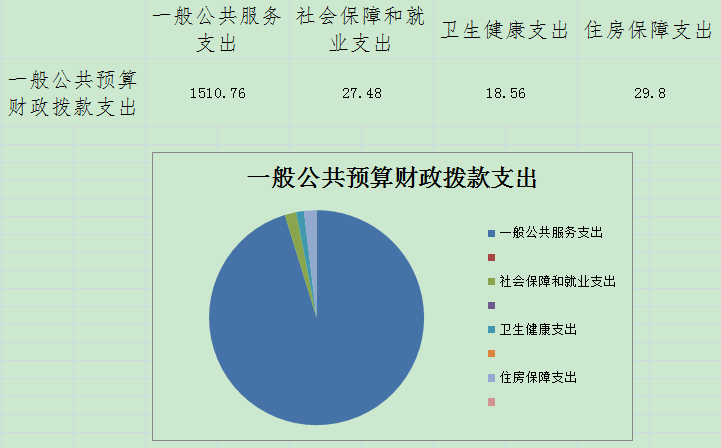 一般公共服务
支出
社会保障和就
业支出
卫生健康支出
住房保障支出
一般公共预算
财政拨款支出
1510.76
27.48
18.56
29.8
一般公共预算财政拨款支出
一般公共服务支出
社会保障和就业支出
卫生健康支出
住房保障支出